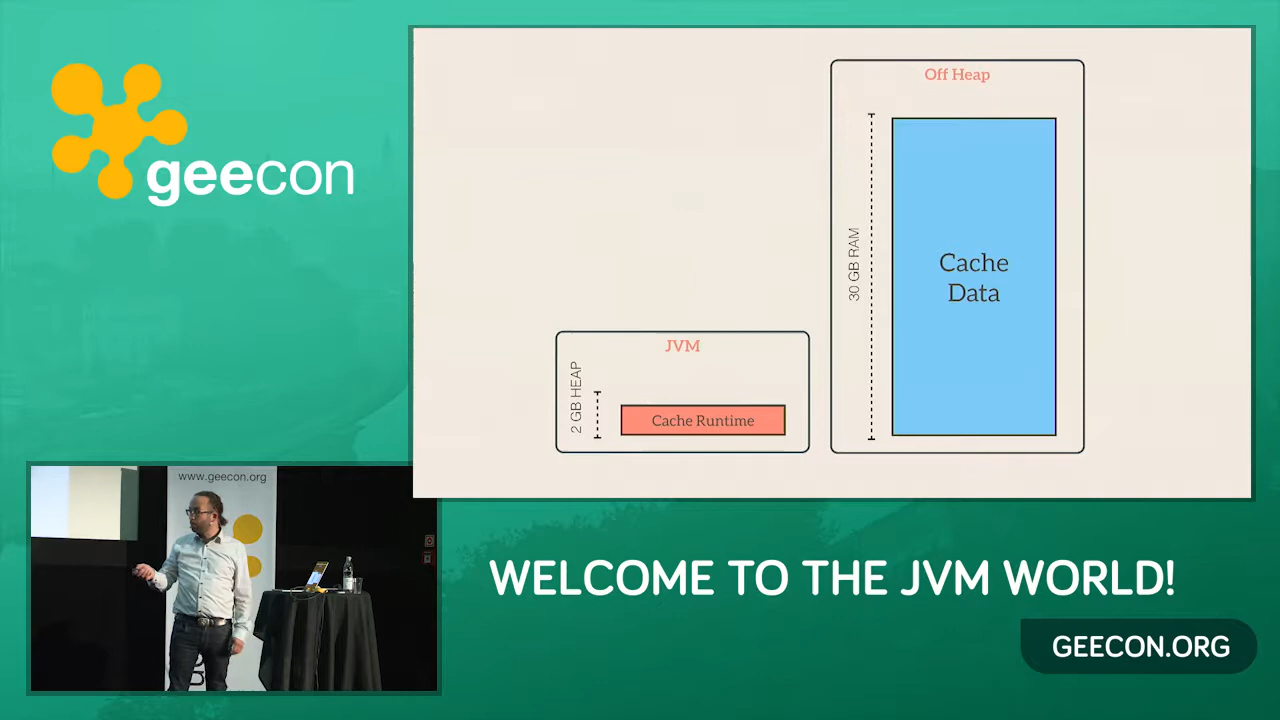 geecon
Off Heap
30 GB RAM
Cache
Data
JVM
2 GB HEAP
Cache Runtime
www.geecon.org
WELCOME TO THE JVM WORLD!
GEECON.ORG